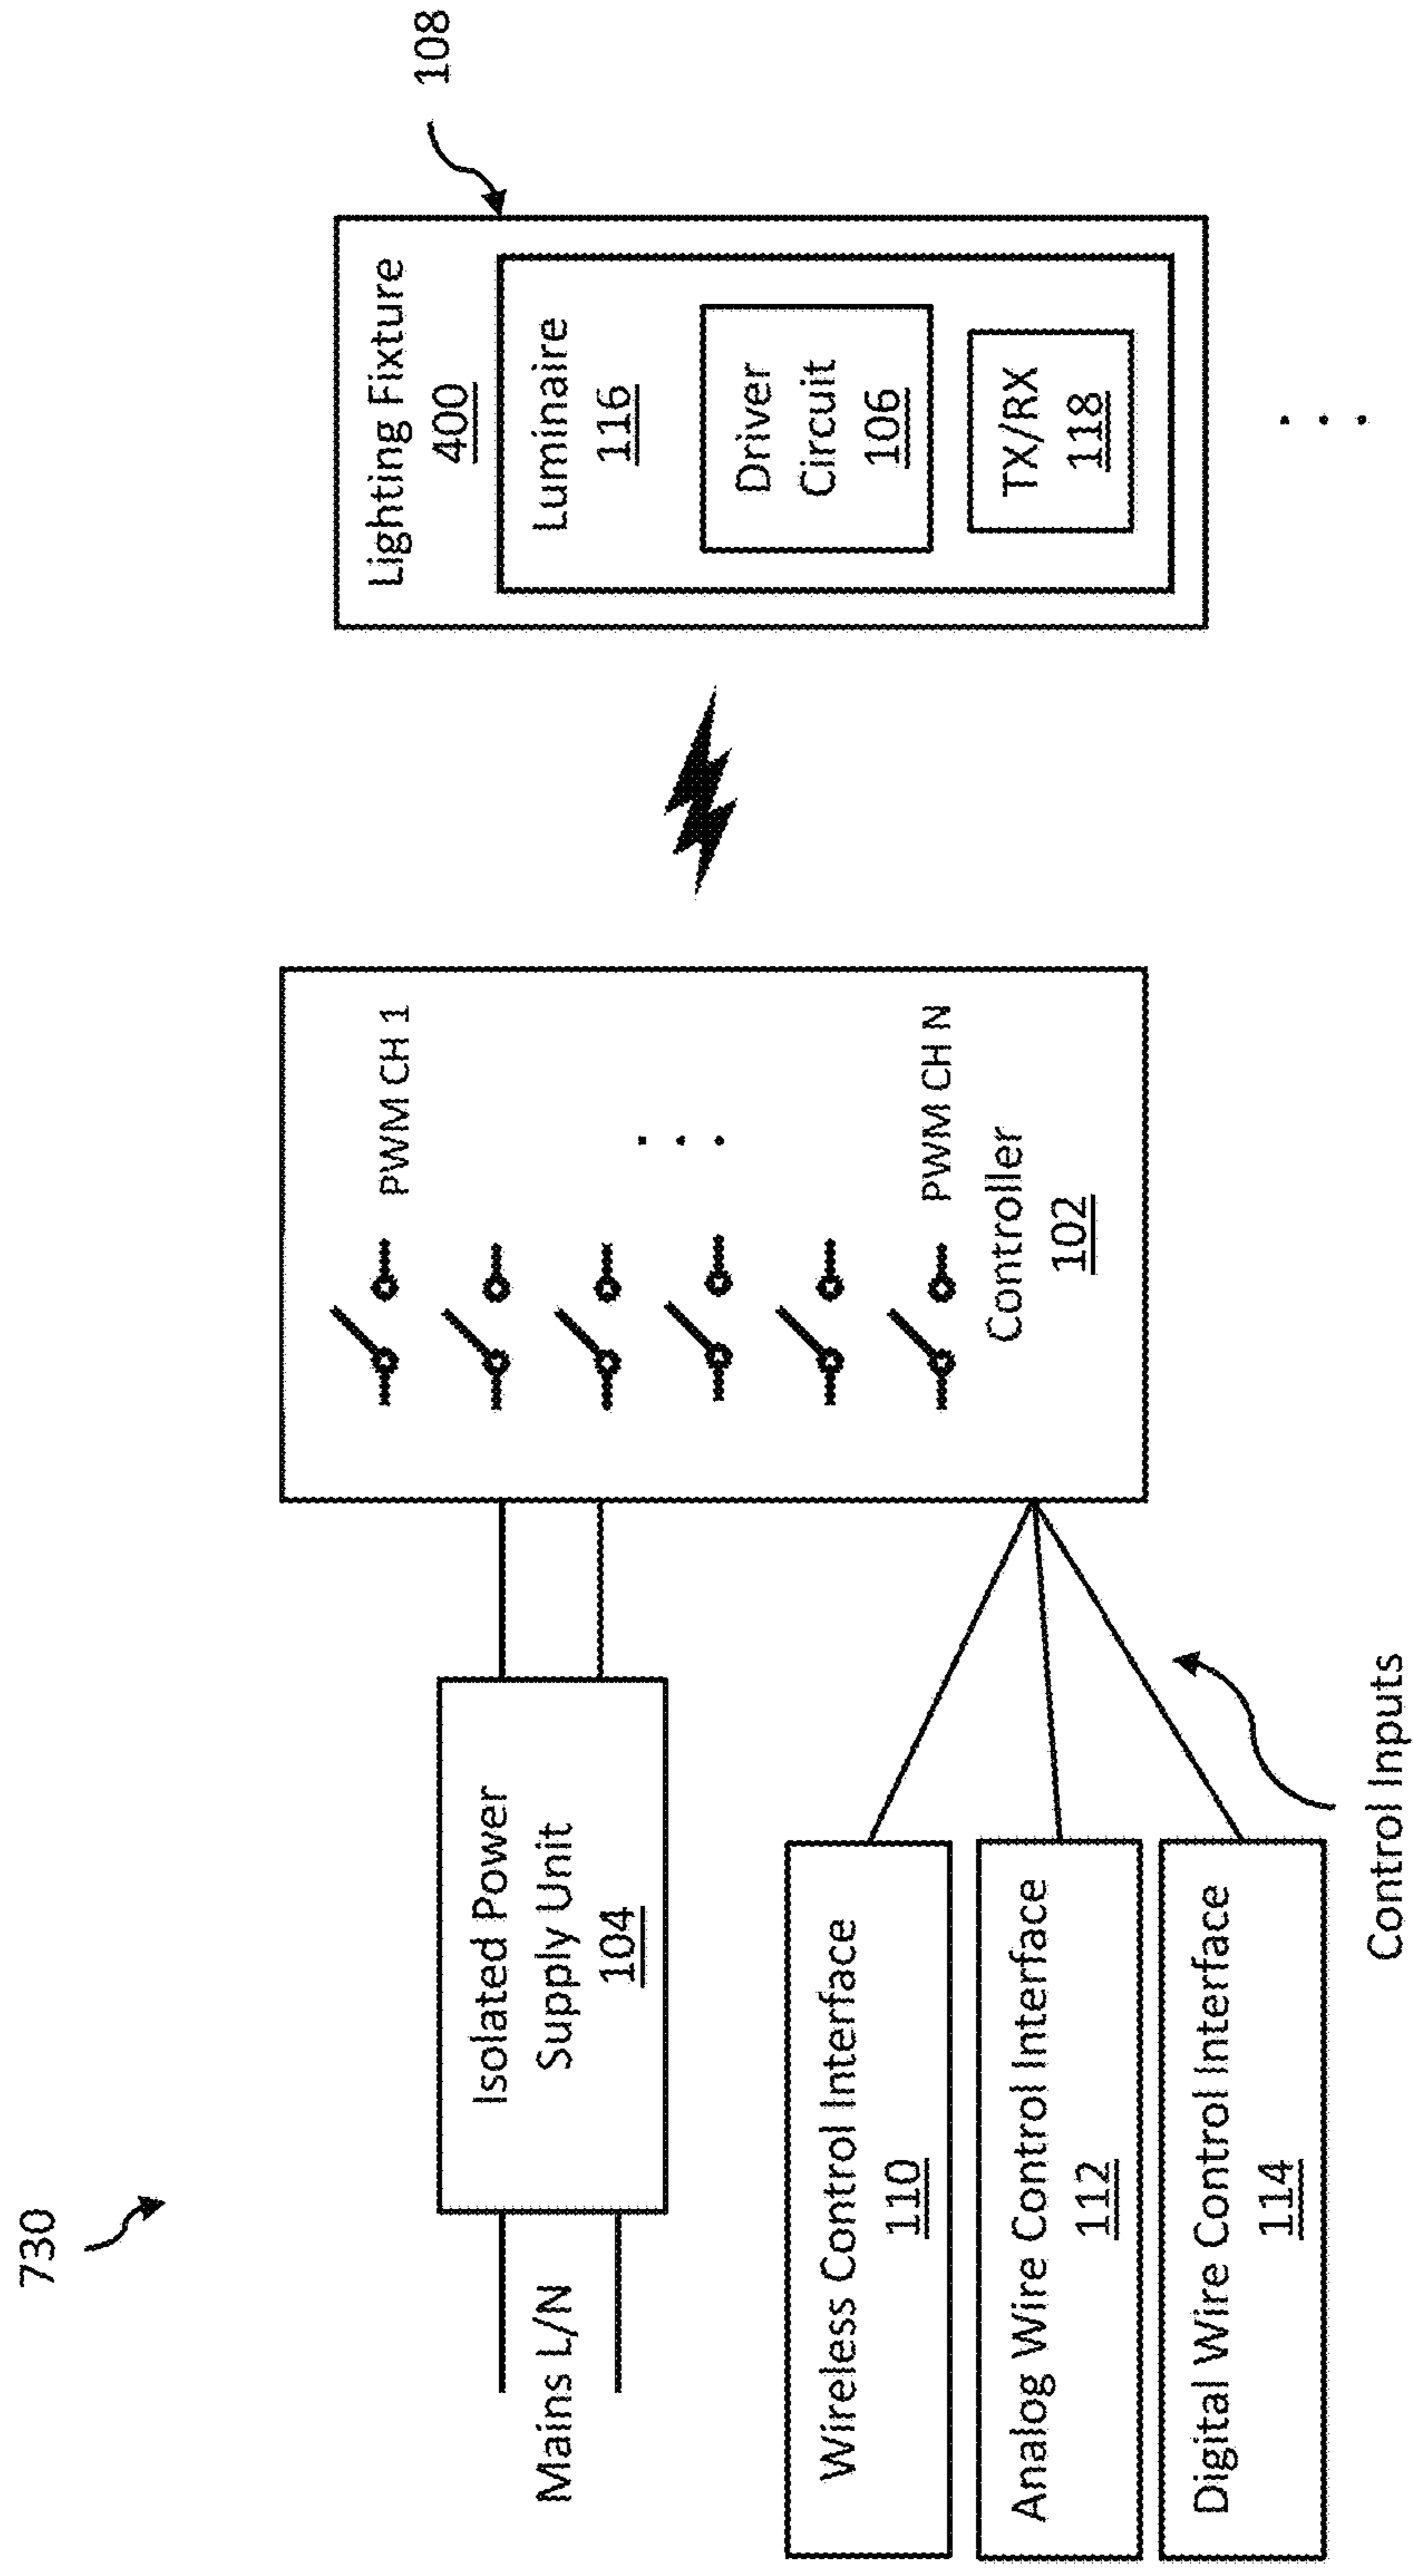 730
Mains L/N
Isolated Power
Supply Unit
104
Wireless Control Interface
110
Analog Wire Control Interface
112
Digital Wire Control Interface
114
Control Inputs
PWM CH 1
PWM CH N
Controller
102
108
Lighting Fixture
400
Luminaire
116
Driver
Circuit
106
TX/RX
118